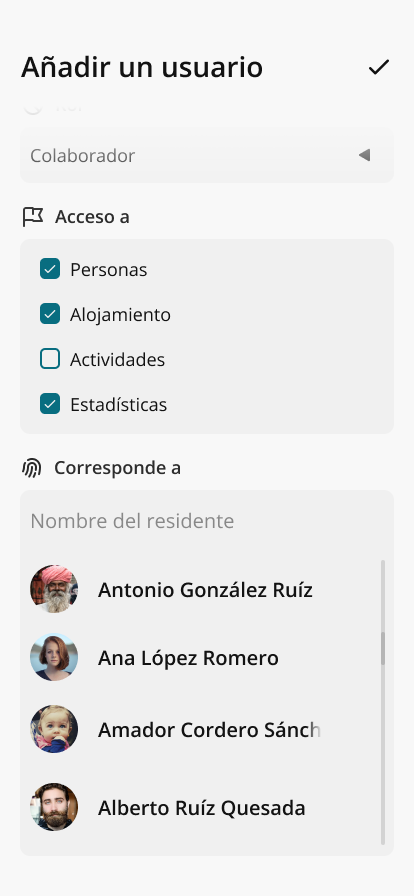 Añadir un usuario
Colaborador
Acceso a
Personas
Alojamiento
Actividades
Estadísticas
Corresponde a
Nombre del residente
Antonio González Ruíz
Ana López Romero
Amador Cordero Sánch
Alberto Ruíz Quesada